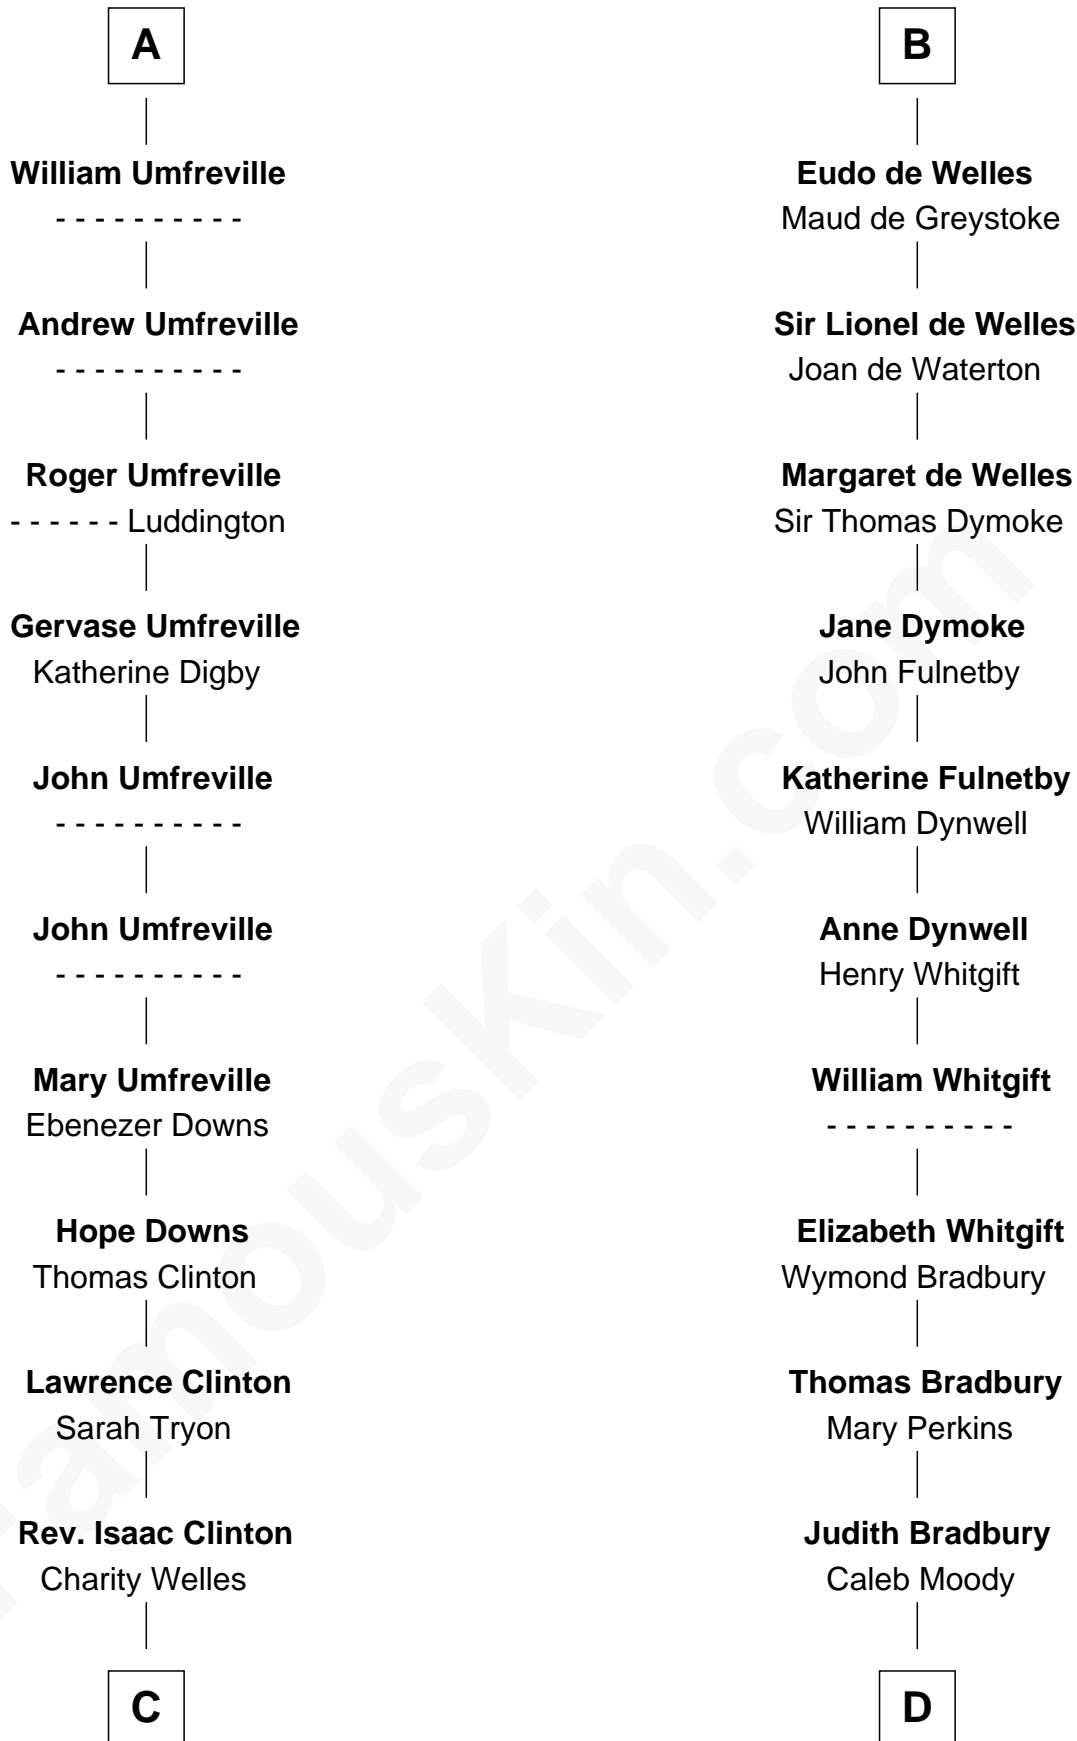 A
William Umfreville
- - - - - - - - - -
Andrew Umfreville
- - - - - - - - - -
Roger Umfreville
- - - - - - Luddington
Gervase Umfreville
Katherine Digby
John Umfreville
- - - - - - - - - -
John Umfreville
- - - - - - - - - -
Mary Umfreville
Ebenezer Downs
Hope Downs
Thomas Clinton
Lawrence Clinton
Sarah Tryon
Rev. Isaac Clinton
Charity Welles
C
B
Eudo de Welles
Maud de Greystoke
Sir Lionel de Welles
Joan de Waterton
Margaret de Welles
Sir Thomas Dymoke
Jane Dymoke
John Fulnetby
Katherine Fulnetby
William Dynwell
Anne Dynwell
Henry Whitgift
William Whitgift
- - - - - - - - - -
Elizabeth Whitgift
Wymond Bradbury
Thomas Bradbury
Mary Perkins
Judith Bradbury
Caleb Moody
D
FamousKin.com